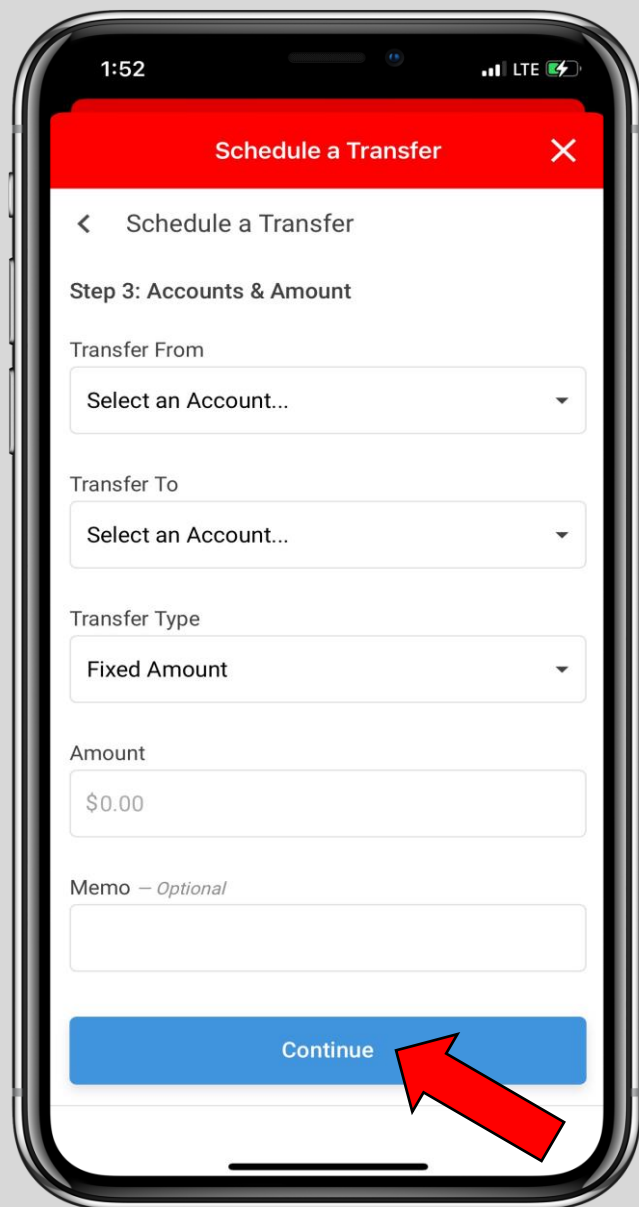 1:52
LTE
Schedule a Transfer
Schedule a Transfer
Step 3: Accounts & Amount
Transfer From
Select an Account...
Transfer To
Select an Account...
Transfer Type
Fixed Amount
Amount
$0.00
Memo – Optional
Continue